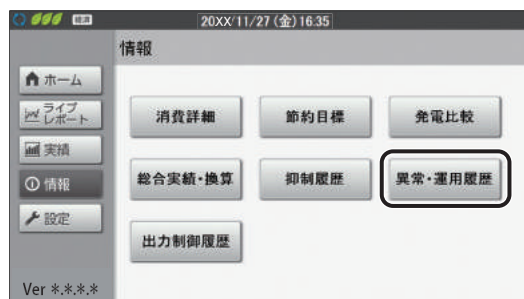 経済
20XX/11/27(金)16:35
情報
ホーム
ライブ
レポート
実績
情報
設定
消費詳細
節約目標
発電比較
総合実績・換算
抑制履歴
異常・運用履歴
出力制御履歴
Ver *.*.*.*